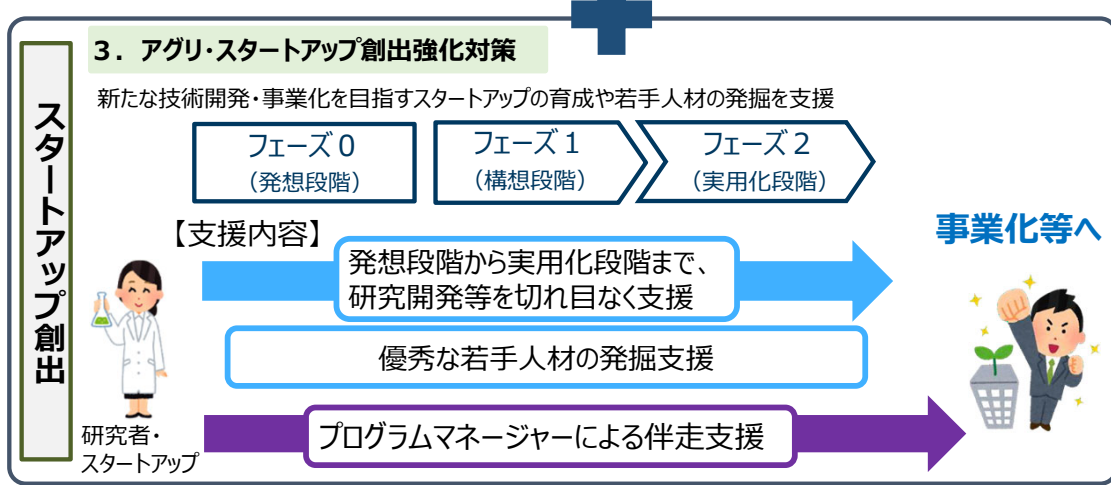 3．アグリ・スタートアップ創出強化対策
スタートアップ創出
新たな技術開発・事業化を目指すスタートアップの育成や若手人材の発掘を支援
フェーズ０
（発想段階）
フェーズ１
（構想段階）
フェーズ２
（実用化段階）
【支援内容】
事業化等へ
発想段階から実用化段階まで、
研究開発等を切れ目なく支援
優秀な若手人材の発掘支援
プログラムマネージャーによる伴走支援
研究者・
スタートアップ